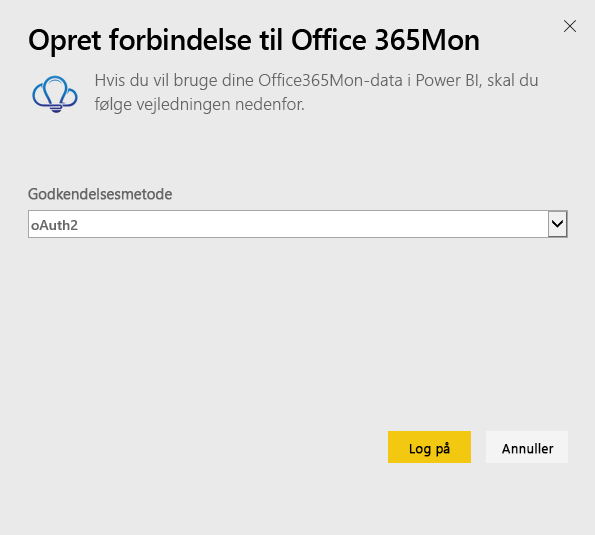 Opret forbindelse til Office 365Mon
Hvis du vil bruge dine Office365Mon-data i Power BI, skal du
følge vejledningen nedenfor.
Godkendelsesmetode
oAuth2
Log på
Annuller